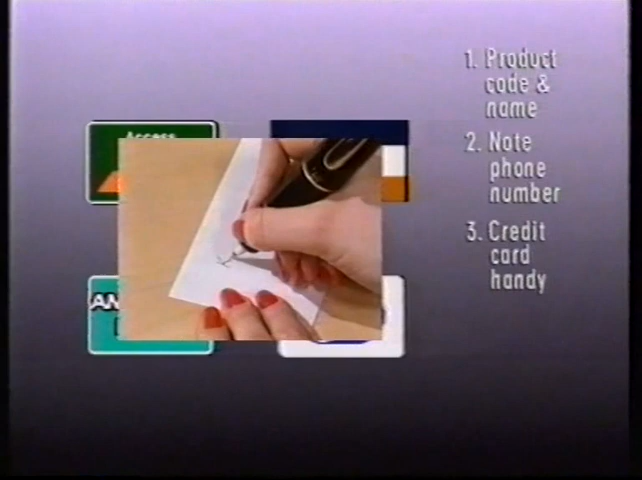 Access
1. Product
code &
name
2. Note
phone
number
3. Credit
card
handy
AM